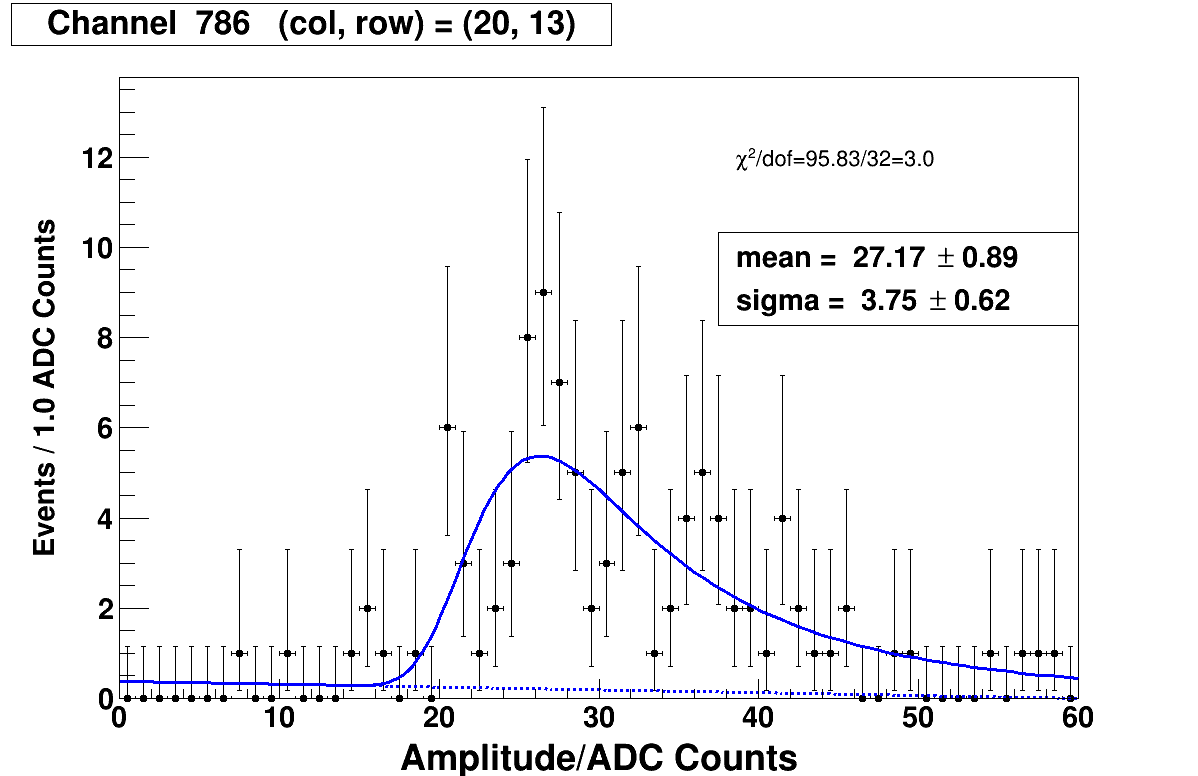 Channel 786 (col, row) = (20, 13)
χ²/dof=95.83/32=3.0
mean = 27.17 ± 0.89
sigma = 3.75 ± 0.62
Events / 1.0 ADC Counts
12
10
8
6
4
2
0
0 10 20 30 40 50 60
Amplitude/ADC Counts